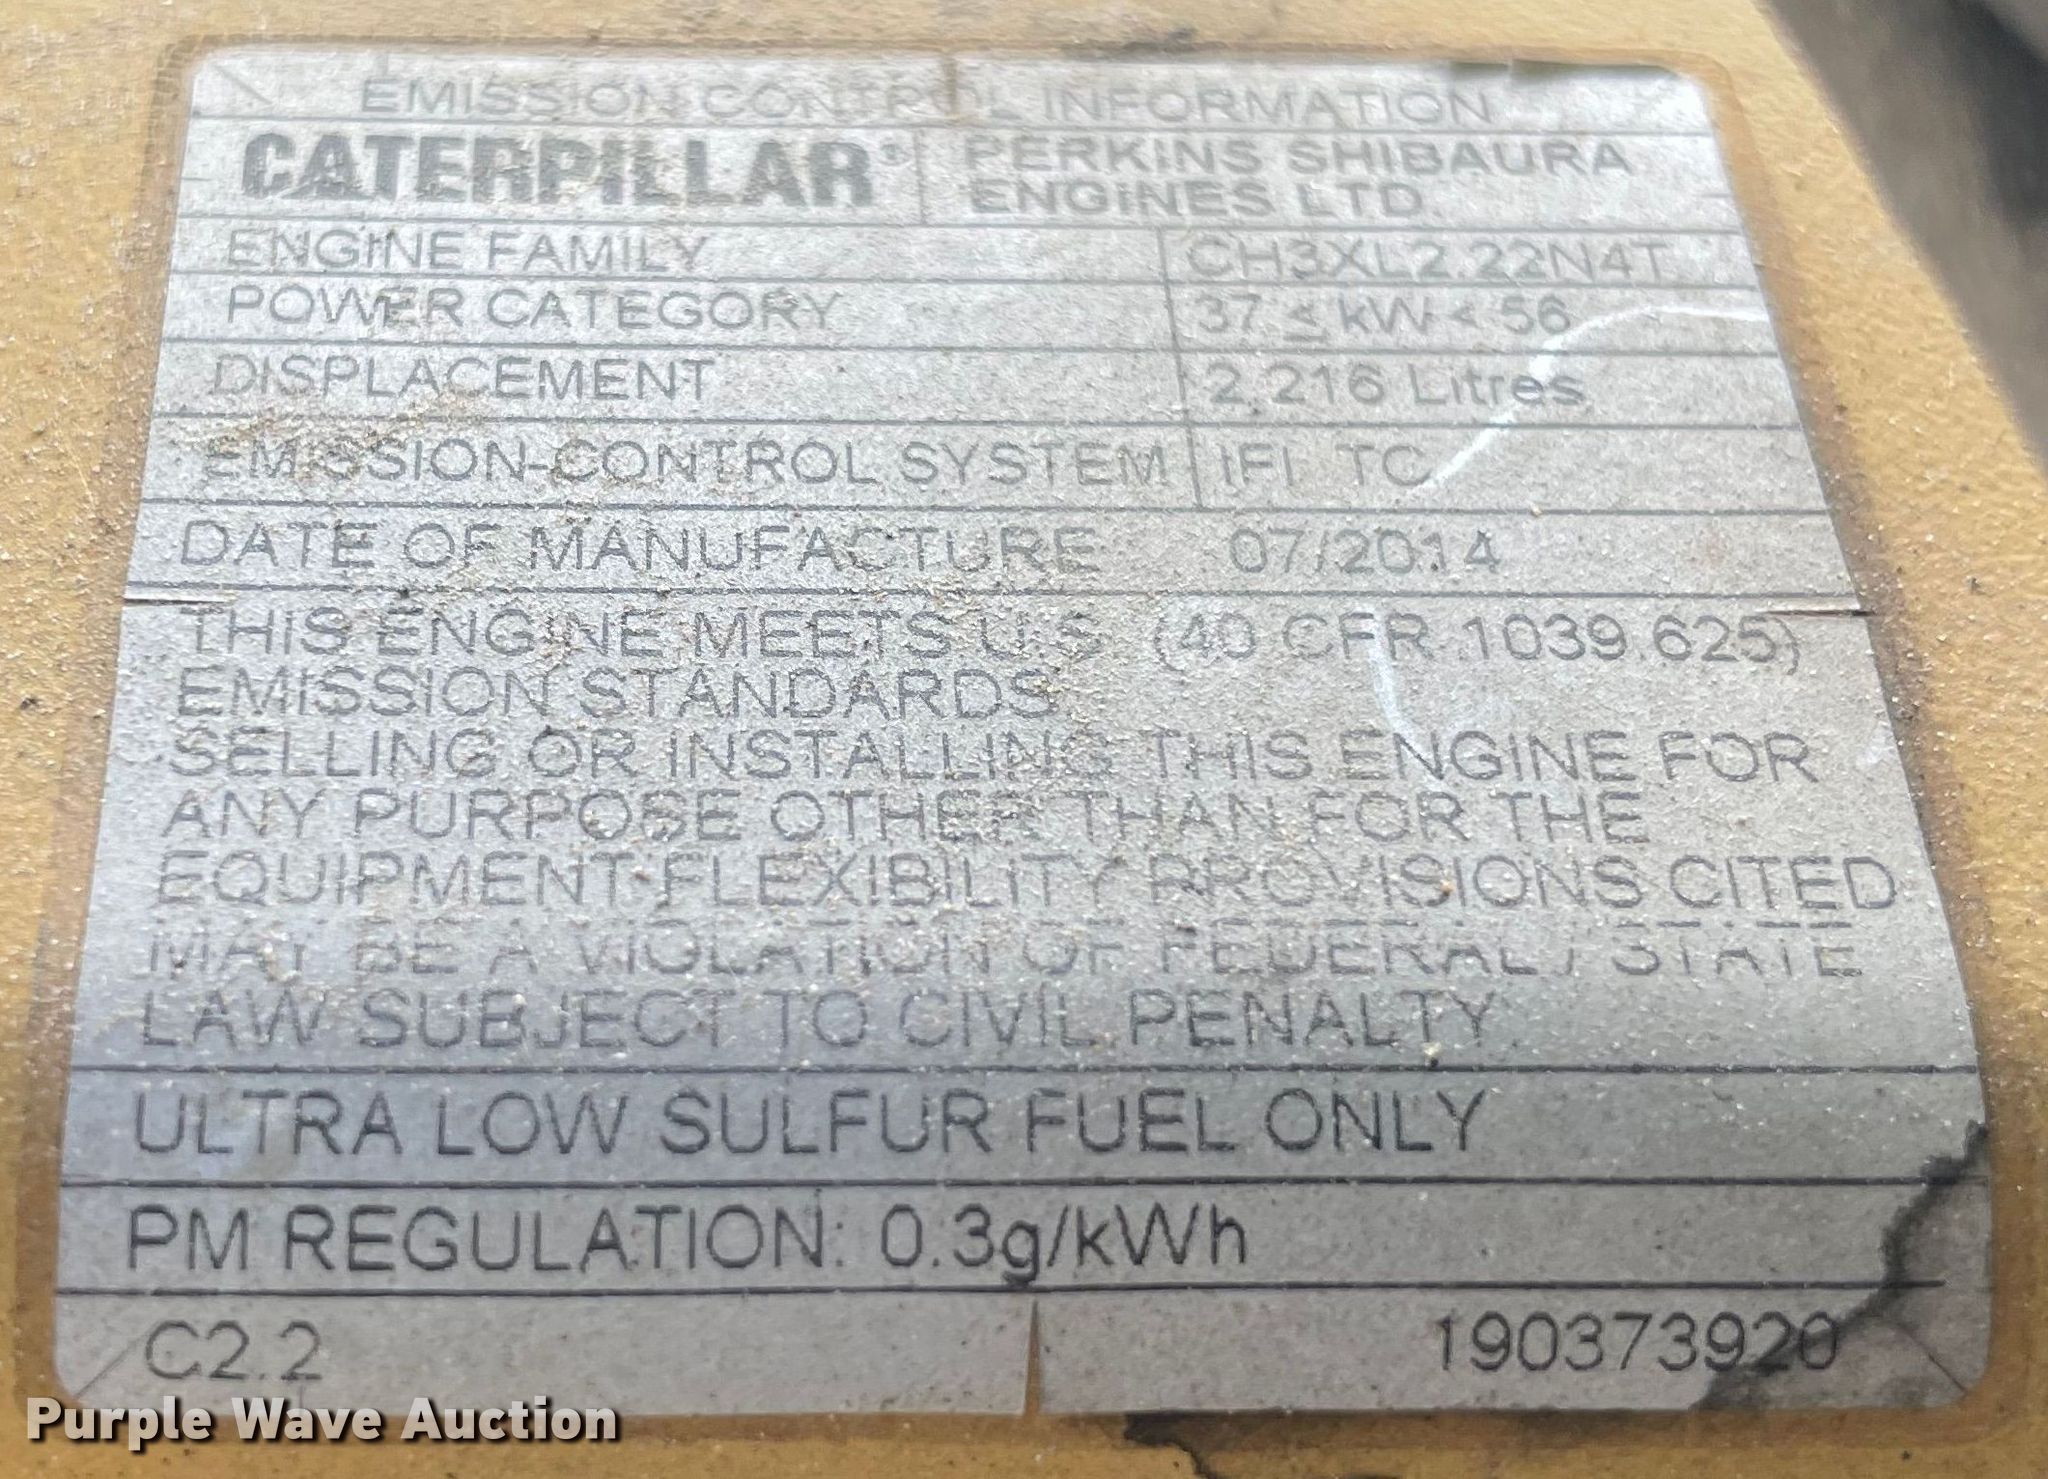 EMISSION CONTROL INFORMATION
CATERPILLAR® PERKINS SHIBAURA
ENGINES LTD.
ENGINE FAMILY CH3XL2.22N4T
POWER CATEGORY 37 ≤ kW < 56
DISPLACEMENT 2.216 Litres
EMISSION-CONTROL SYSTEM IFI TC
DATE OF MANUFACTURE 07/2014
THIS ENGINE MEETS U.S (40 CFR 1039.625)
EMISSION STANDARDS
SELLING OR INSTALLING THIS ENGINE FOR
ANY PURPOSE OTHER THAN FOR THE
EQUIPMENT FLEXIBILITY PROVISIONS CITED
MAY BE A VIOLATION OF FEDERAL / STATE
LAW SUBJECT TO CIVIL PENALTY.
ULTRA LOW SULFUR FUEL ONLY
PM REGULATION: 0.3g/kWh
C2.2 190373920
Purple Wave Auction